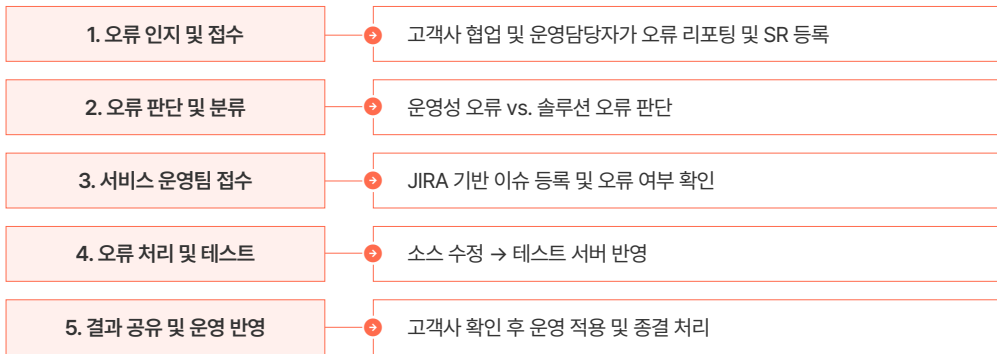 1. 오류 인지 및 접수
고객사 협업 및 운영담당자가 오류 리포팅 및 SR 등록
2. 오류 판단 및 분류
운영성 오류 vs. 솔루션 오류 판단
3. 서비스 운영팀 접수
JIRA 기반 이슈 등록 및 오류 여부 확인
4. 오류 처리 및 테스트
소스 수정 → 테스트 서버 반영
5. 결과 공유 및 운영 반영
고객사 확인 후 운영 적용 및 종결 처리